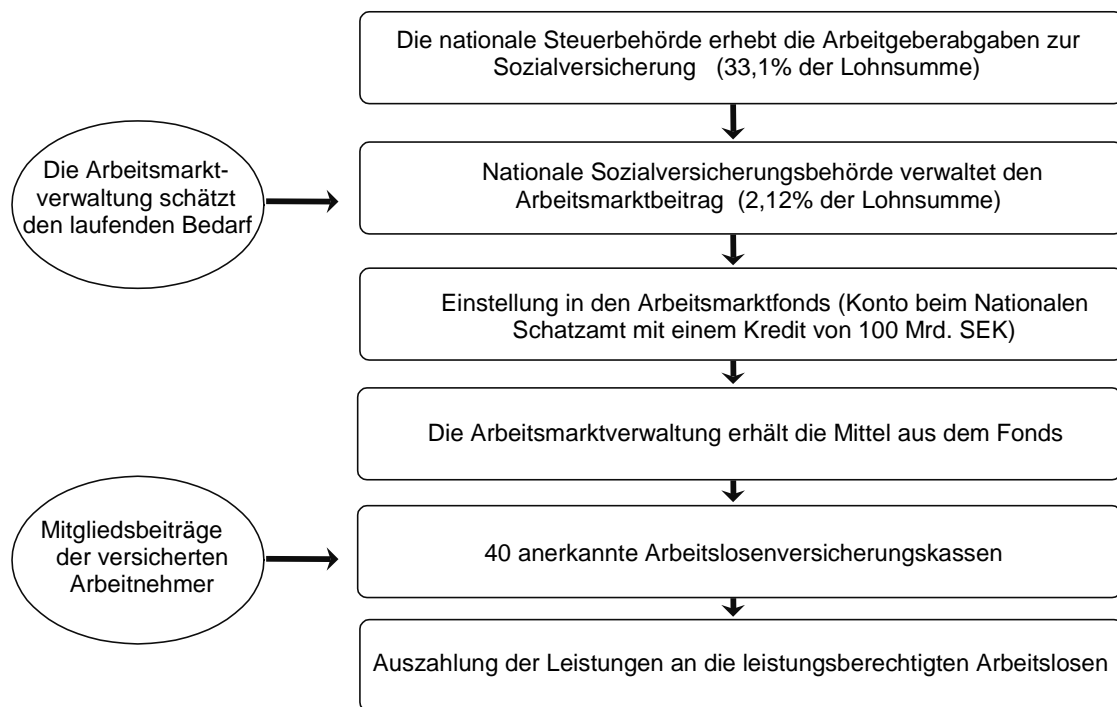 Die nationale Steuerbehörde erhebt die Arbeitgeberabgaben zur
Sozialversicherung (33,1% der Lohnsumme)
Die Arbeitsmarkt-
verwaltung schätzt
den laufenden Bedarf
Nationale Sozialversicherungsbehörde verwaltet den
Arbeitsmarktbeitrag (2,12% der Lohnsumme)
Einstellung in den Arbeitsmarktfonds (Konto beim Nationalen
Schatzamt mit einem Kredit von 100 Mrd. SEK)
Die Arbeitsmarktverwaltung erhält die Mittel aus dem Fonds
Mitgliedsbeiträge
der versicherten
Arbeitnehmer
40 anerkannte Arbeitslosenversicherungskassen
Auszahlung der Leistungen an die leistungsberechtigten Arbeitslosen